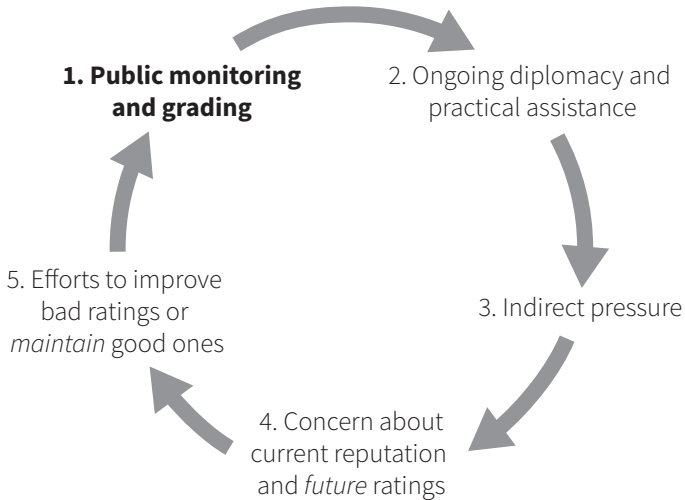 1. Public monitoring
and grading
2. Ongoing diplomacy and
practical assistance
3. Indirect pressure
4. Concern about
current reputation
and future ratings
5. Efforts to improve
bad ratings or
maintain good ones